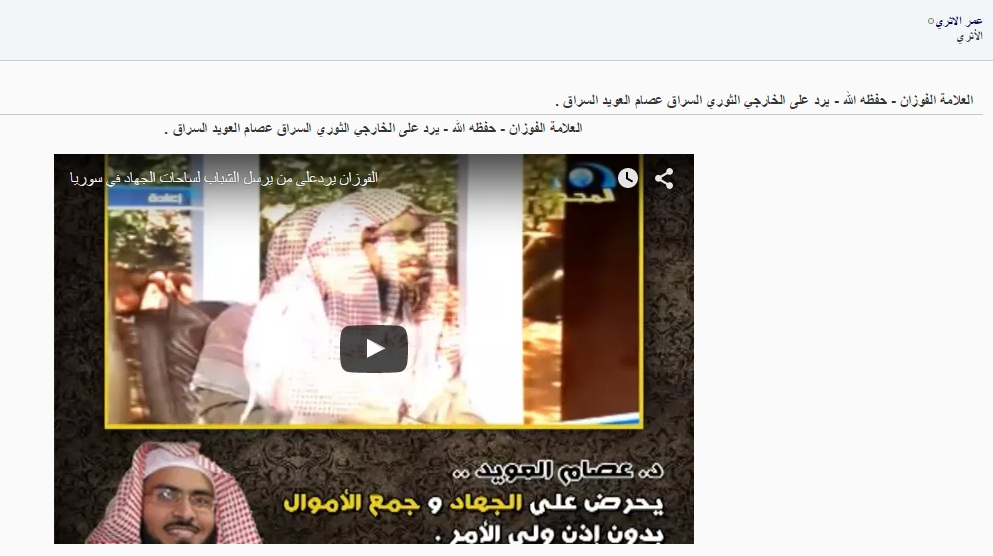 عمر الاثري
الأثري
العلامة الفوزان - حفظه الله - يرد على الخارجي الثوري السراق عصام العويد السراق .
العلامة الفوزان - حفظه الله - يرد على الخارجي الثوري السراق عصام العويد السراق .
الفوزان يردعلى من يرسل الشباب لساحات الجهاد في سوريا
المجد
إعادة
د. عصام العويد ..
يحرض على الجهاد و جمع الأموال
بدون إذن ولي الأمر .